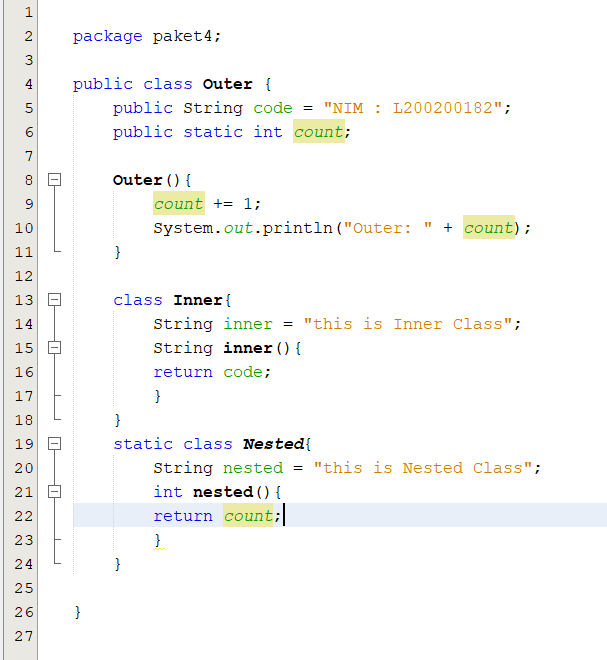 1
2 package paket4;
3
4 public class Outer {
5     public String code = "NIM : L200200182";
6     public static int count;
7
8     Outer(){
9         count += 1;
10         System.out.println("Outer: " + count);
11     }
12
13     class Inner{
14         String inner = "this is Inner Class";
15         String inner(){
16         return code;
17         }
18     }
19     static class Nested{
20         String nested = "this is Nested Class";
21         int nested(){
22         return count;
23         }
24     }
25
26 }
27